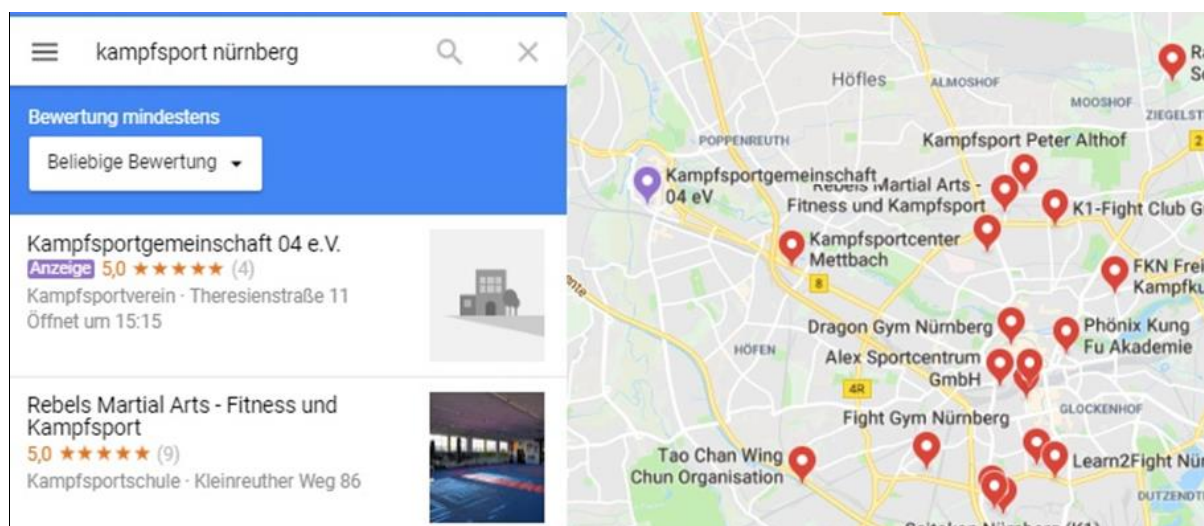 kampfsport nürnberg
Bewertung mindestens
Beliebige Bewertung
Kampfsportgemeinschaft 04 e.V.
Anzeige 5,0 ★★★★★ (4)
Kampfsportverein · Theresienstraße 11
Öffnet um 15:15
Rebels Martial Arts - Fitness und
Kampfsport
5,0 ★★★★★ (9)
Kampfsportschule · Kleinreuther Weg 86
Höfles
ALMOSHOF
MOOSHOF
POPPENREUTH
Kampfsport Peter Althof
2
Kampfsportgemeinschaft
04 eV
Rebels Martial Arts -
Fitness und Kampfsport
K1-Fight Club
Kampfsportcenter
Mettbach
8
FKN
Dragon Gym Nürnberg
Phönix Kung
Fu Akademie
HÖFEN
Alex Sportcentrum
GmbH
4R
GLOCKENHOF
Fight Gym Nürnberg
Tao Chan Wing
Chun Organisation
Learn2Fight